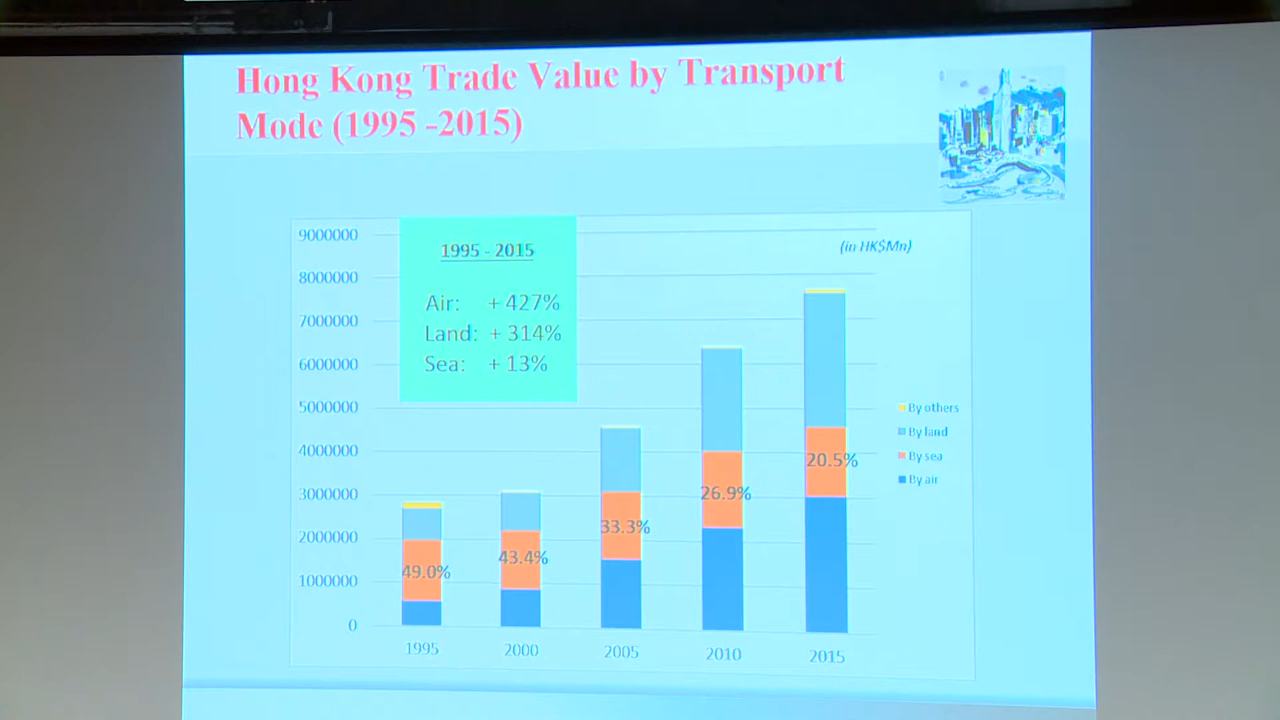 Hong Kong Trade Value by Transport
Mode (1995 -2015)
9000000
8000000
7000000
6000000
5000000
4000000
3000000
2000000
1000000
0
1995 - 2015
Air: + 427%
Land: + 314%
Sea: + 13%
(in HK$Mn)
49.0%
43.4%
33.3%
26.9%
20.5%
By others
By land
By sea
By air
1995
2000
2005
2010
2015